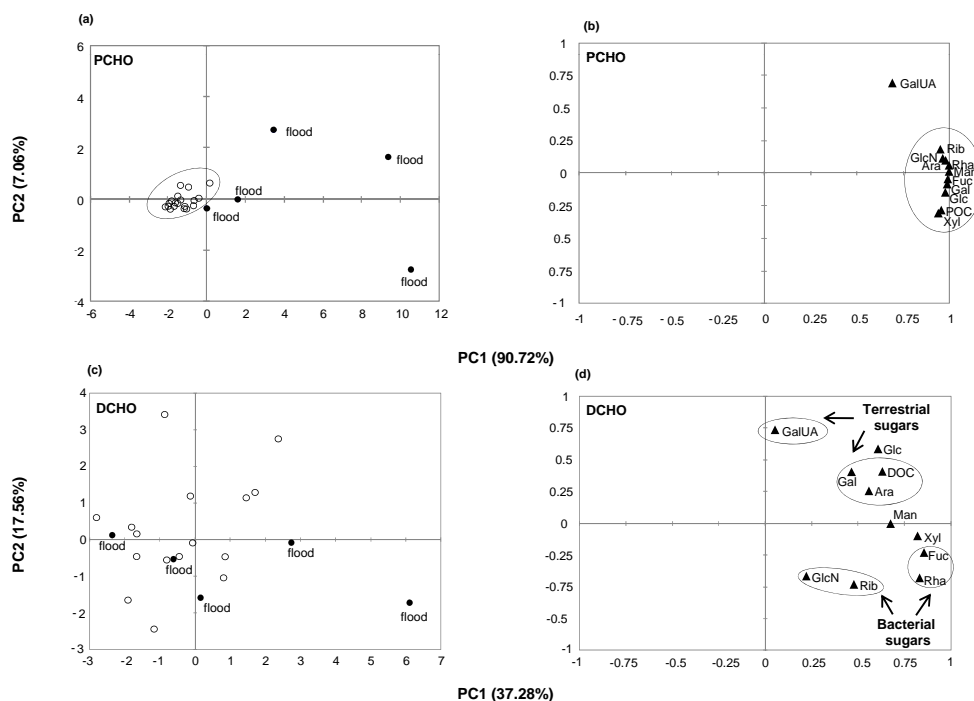 (a)
PCHO
6
4
2
0
-2
-4
-6 -4 -2 0 2 4 6 8 10 12
flood
flood
flood
flood
flood
PC2 (7.06%)
(b)
PCHO
1
0.75
0.5
0.25
0
0.25
0.5
0.75
-1
-1 -0.75 -0.5 -0.25 0 0.25 0.5 0.75 1
GalUA
Rib
GlcN
Rha
Ara
Man
Fuc
Gal
Glc
POC
Xyl
PC1 (90.72%)
(c)
DCHO
4
3
2
1
0
-1
-2
-3
-3 -2 -1 0 1 2 3 4 5 6 7
flood
flood
flood
flood
flood
PC2 (17.56%)
(d)
DCHO
1
0.75
0.5
0.25
0
-0.25
-0.5
-0.75
-0.5
-1
-1 -0.75 -0.5 -0.25 0 0.25 0.5 0.75 1
Terrestrial
sugars
GalUA
Glc
Gal
DOC
Ara
Man
Xyl
Fuc
GlcN
Rib
Rha
Bacterial
sugars
PC1 (37.28%)